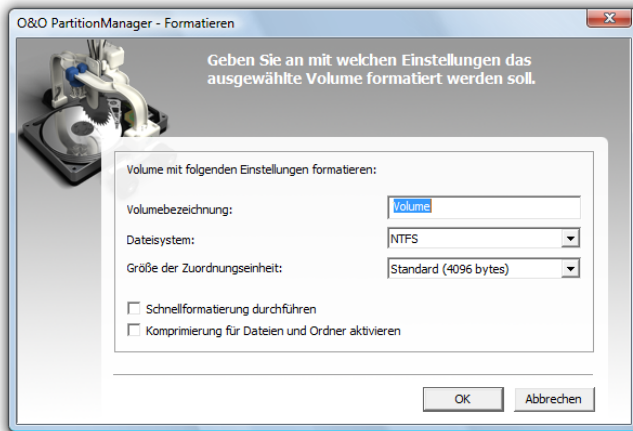 O&O PartitionManager - Formatieren
Geben Sie an mit welchen Einstellungen das
ausgewählte Volume formatiert werden soll.
Volume mit folgenden Einstellungen formatieren:
Volumebezeichnung: Volume
Dateisystem: NTFS
Größe der Zuordnungseinheit: Standard (4096 bytes)
Schnellformatierung durchführen
Komprimierung für Dateien und Ordner aktivieren
OK Abbrechen